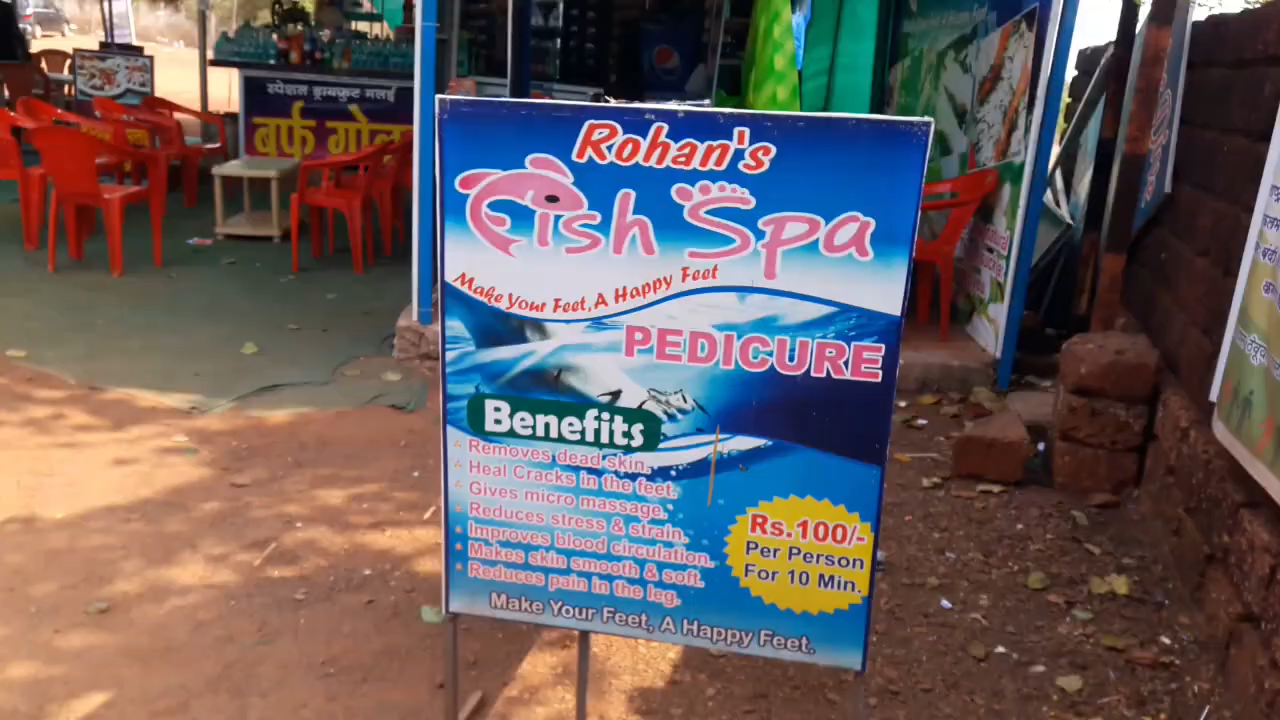 स्पेशल ड्रायफ्रुट मलई
बर्फ गोला
Rohan's
Fish Spa
Make Your Feet, A Happy Feet
PEDICURE
Benefits
Removes dead skin.
Heal Cracks in the feet.
Gives micro massage.
Reduces stress & strain.
Improves blood circulation.
Makes skin smooth & soft.
Reduces pain in the leg.
Rs.100/-
Per Person
For 10 Min.
Make Your Feet, A Happy Feet.